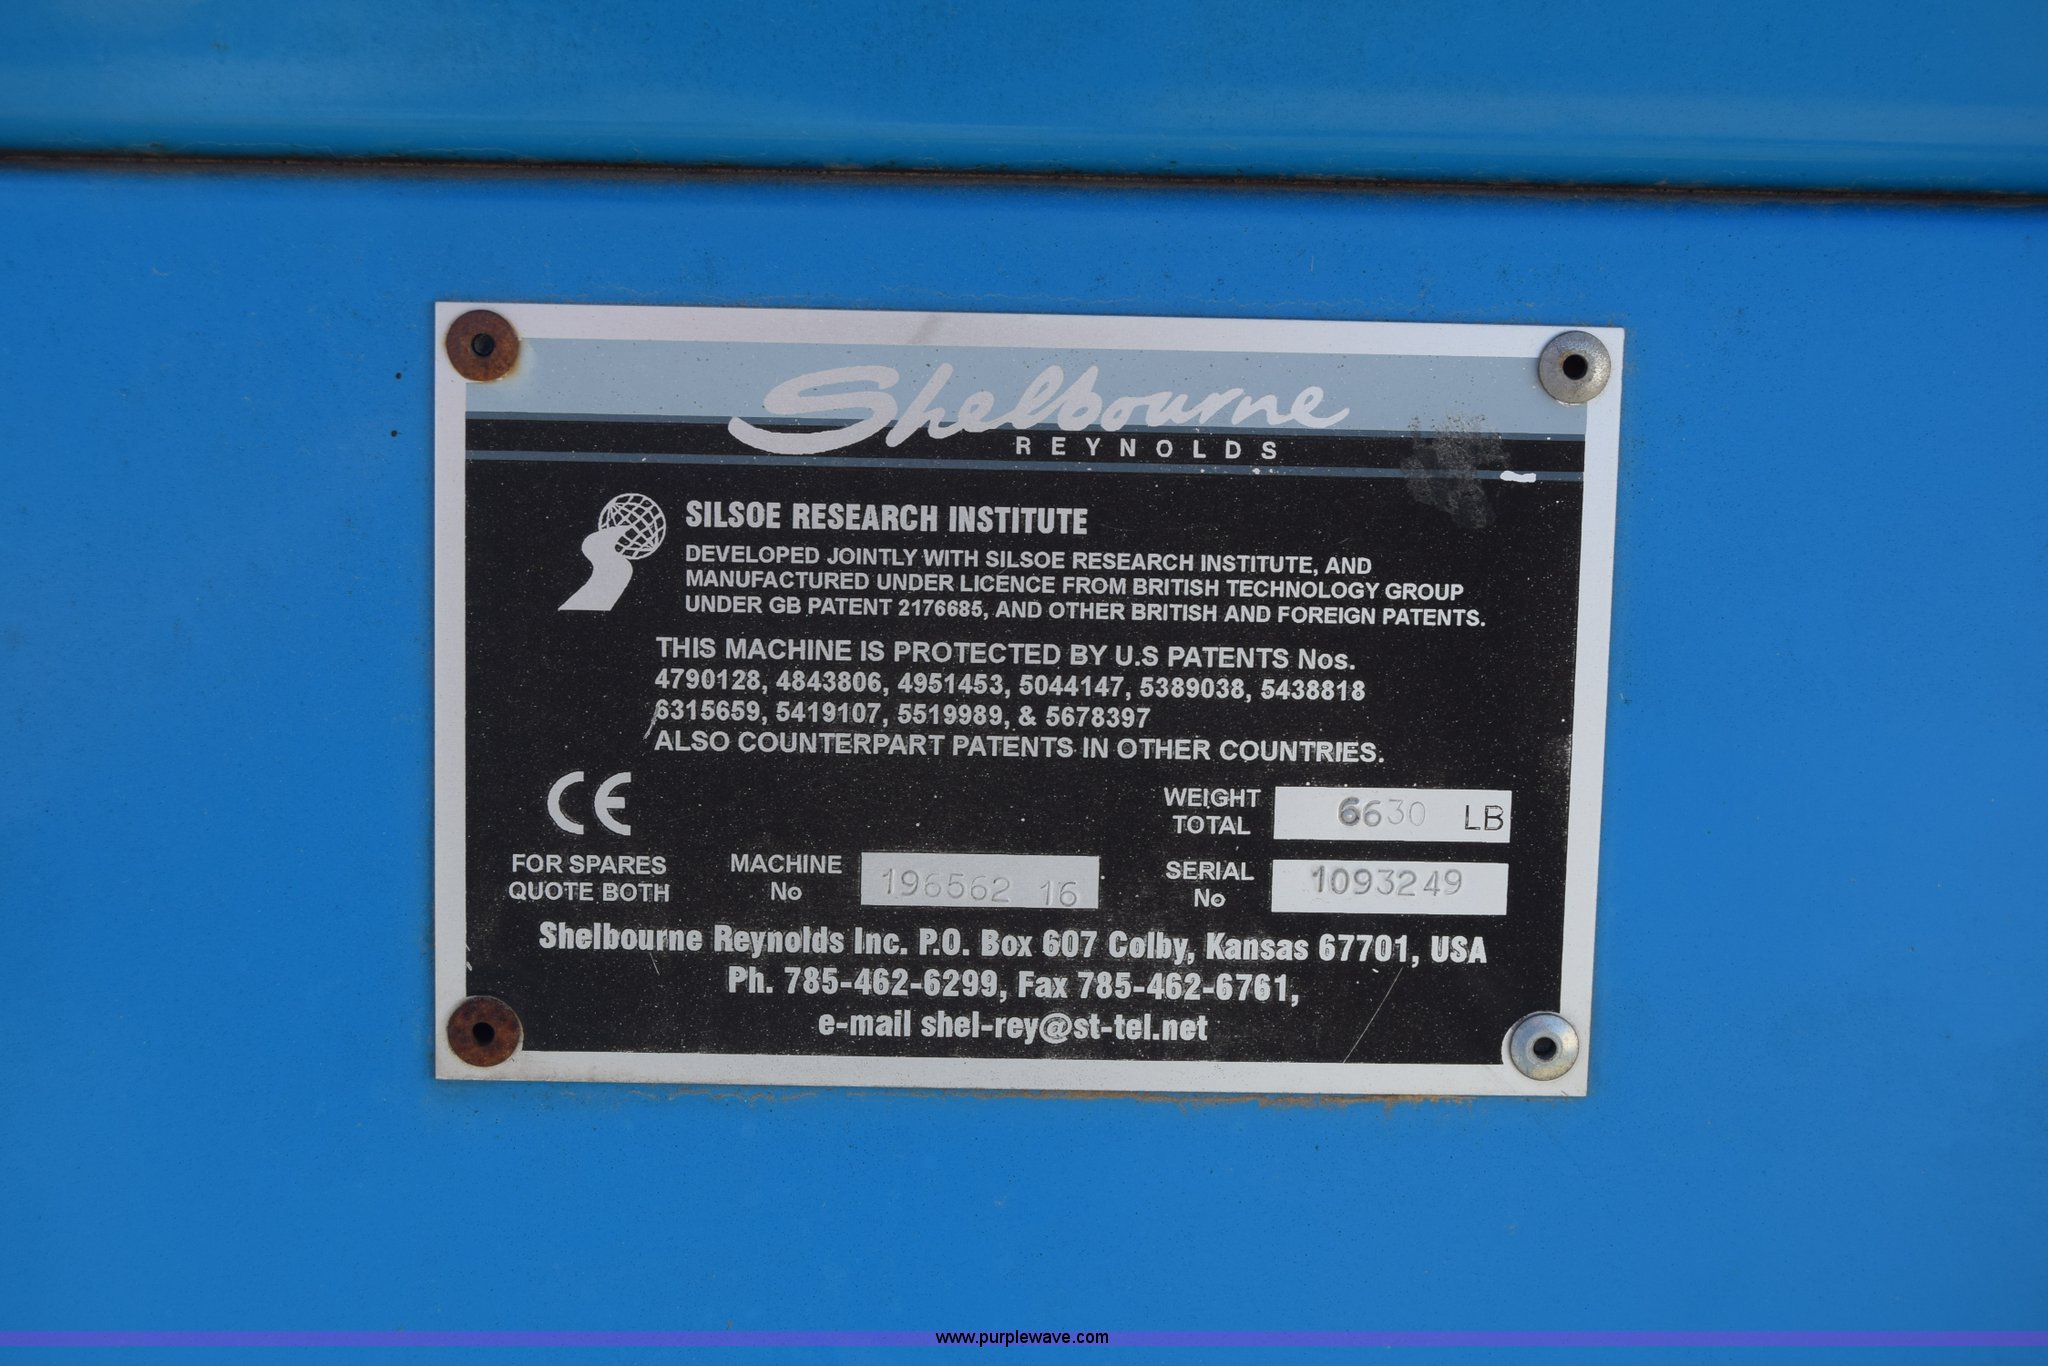 Shelbourne
REYNOLDS
SILSOE RESEARCH INSTITUTE
DEVELOPED JOINTLY WITH SILSOE RESEARCH INSTITUTE, AND
MANUFACTURED UNDER LICENCE FROM BRITISH TECHNOLOGY GROUP
UNDER GB PATENT 2176685, AND OTHER BRITISH AND FOREIGN PATENTS.
THIS MACHINE IS PROTECTED BY U.S PATENTS Nos.
4790128, 4843806, 4951453, 5044147, 5389038, 5438818
6315659, 5419107, 5519989, & 5678397
ALSO COUNTERPART PATENTS IN OTHER COUNTRIES.
CE
WEIGHT TOTAL 6630 LB
FOR SPARES
QUOTE BOTH
MACHINE No 196562 16
SERIAL No 1093249
Shelbourne Reynolds Inc. P.O. Box 607 Colby, Kansas 67701, USA
Ph. 785-462-6299, Fax 785-462-6761,
e-mail shel-rey@st-tel.net
www.purplewave.com